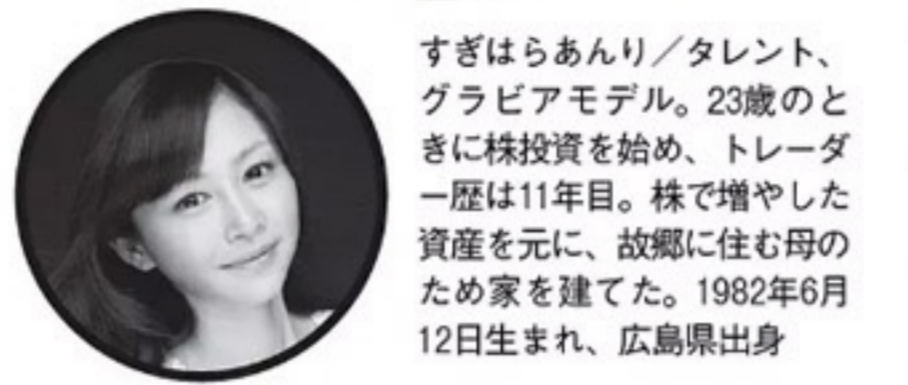 すぎはらあんり／タレント、
グラビアモデル。23歳のと
きに株投資を始め、トレーダ
ー歴は11年目。株で増やした
資産を元に、故郷に住む母の
ため家を建てた。1982年6月
12日生まれ、広島県出身